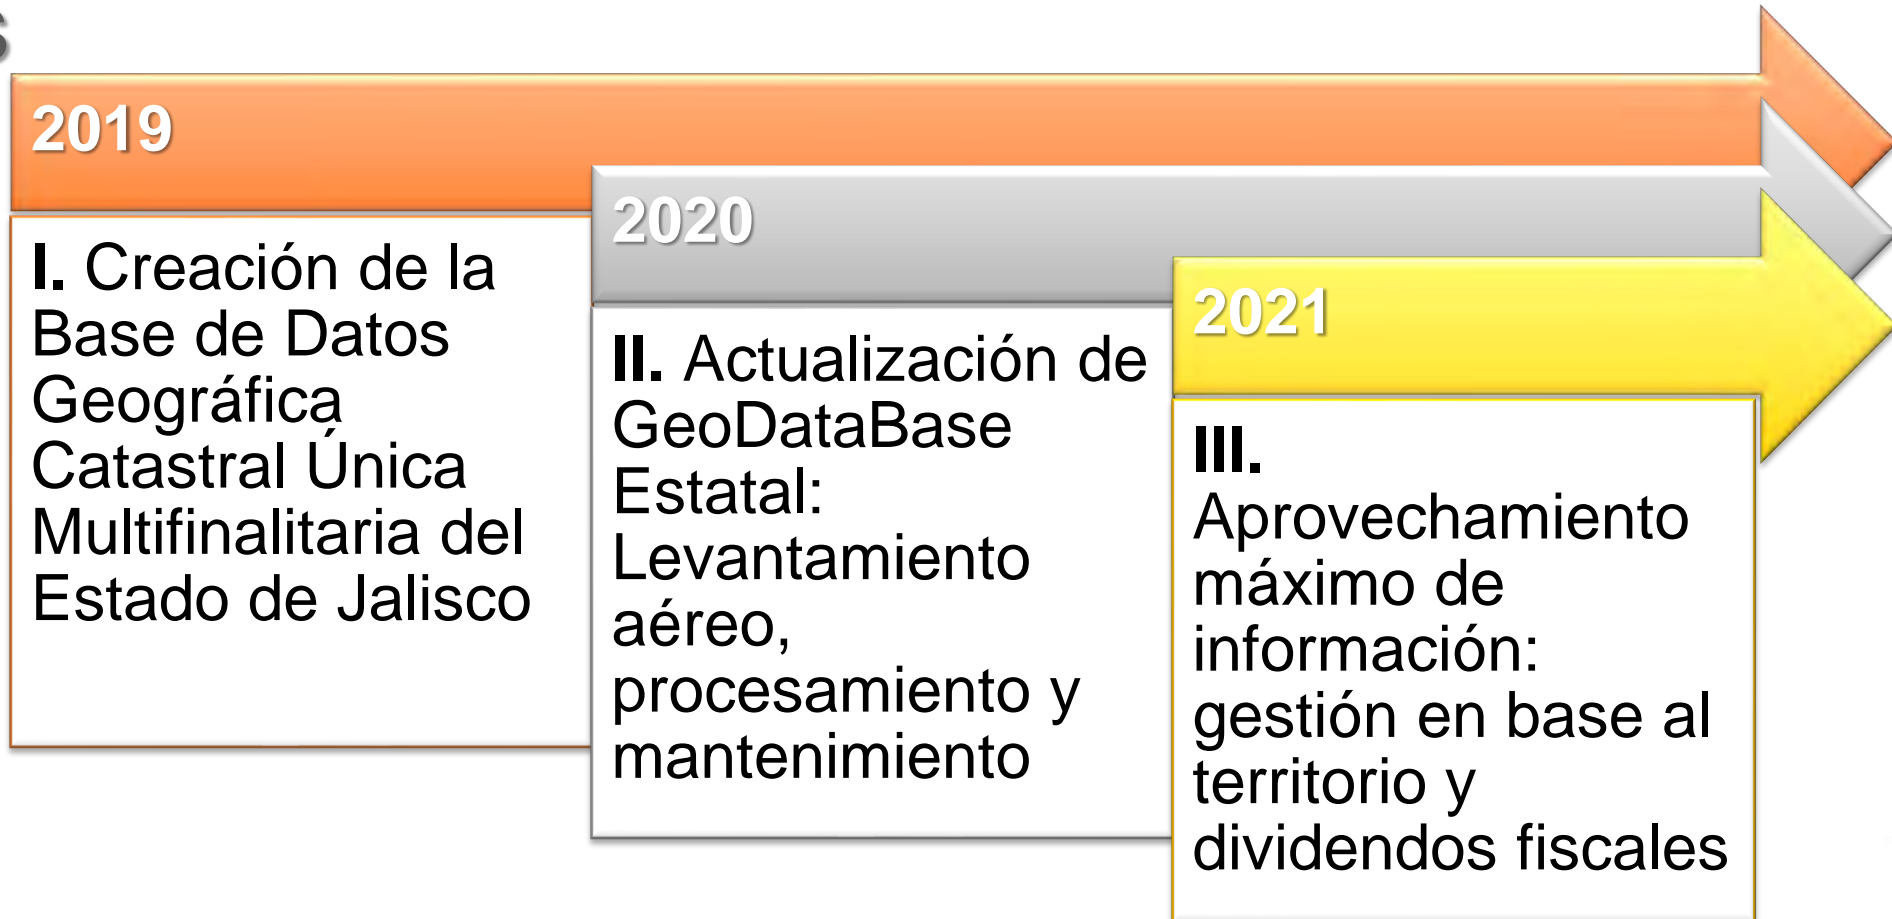 2019
I. Creación de la
Base de Datos
Geográfica
Catastral Única
Multifinalitaria del
Estado de Jalisco
2020
II. Actualización de
GeoDataBase
Estatal:
Levantamiento
aéreo,
procesamiento y
mantenimiento
2021
III.
Aprovechamiento
máximo de
información:
gestión en base al
territorio y
dividendos fiscales